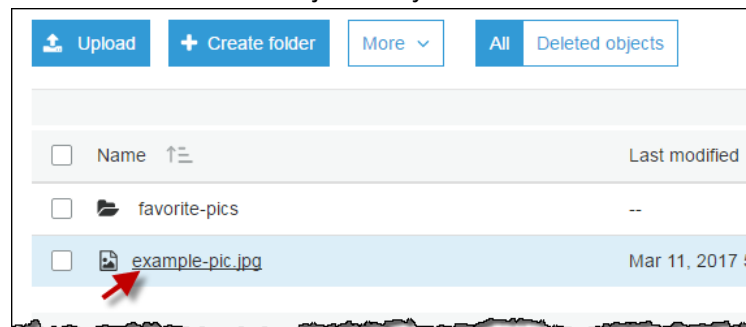 Upload Create folder More All Deleted objects
Name Last modified
favorite-pics --
example-pic.jpg Mar 11, 2017